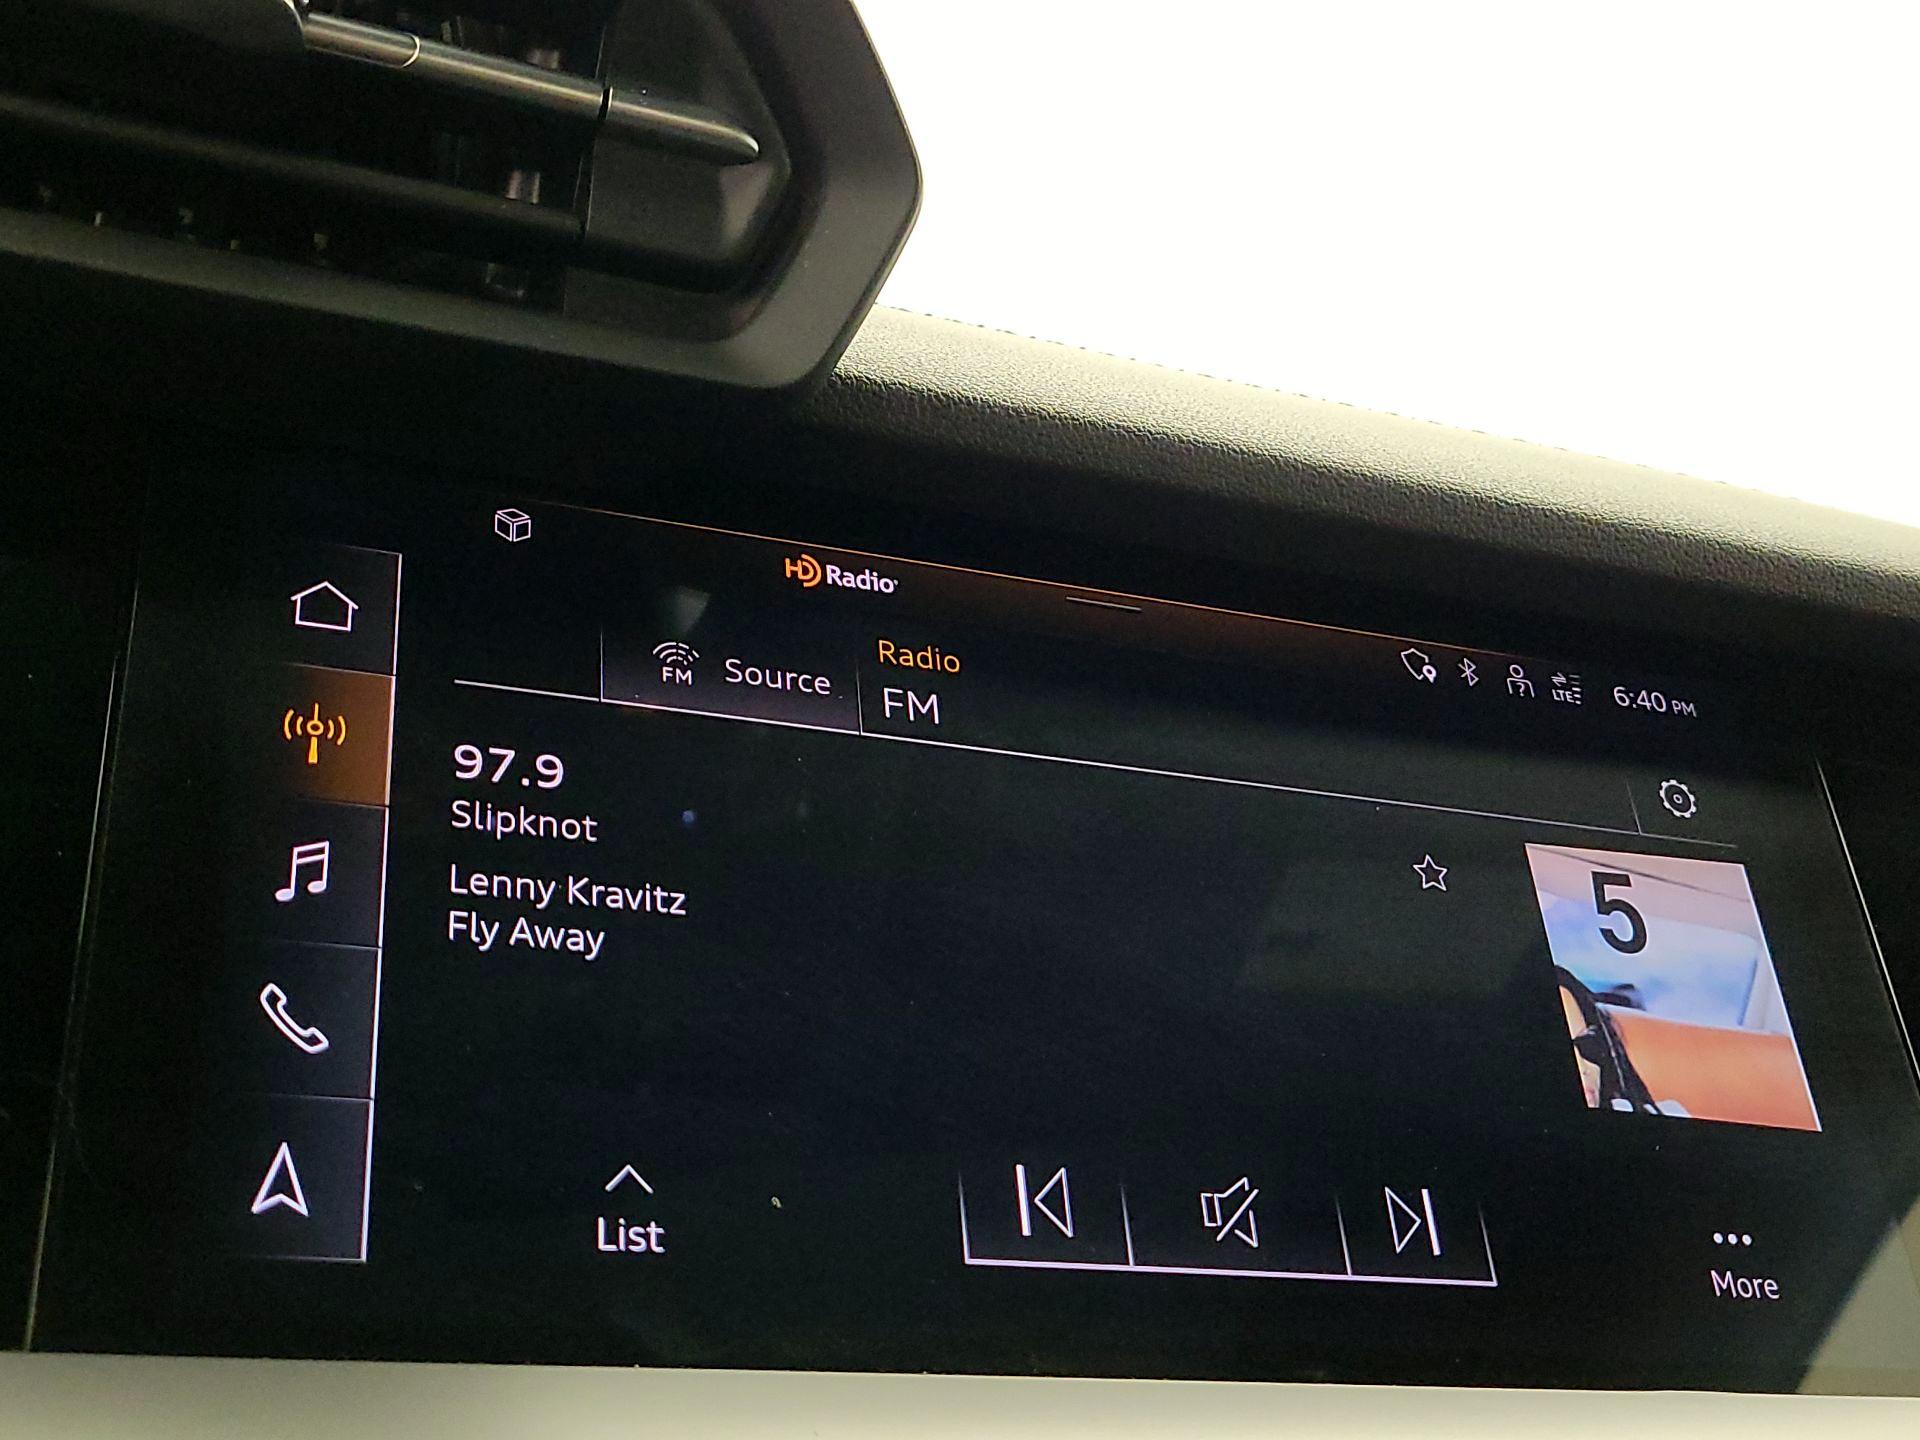 HD Radio
FM
Source
Radio
FM
LTE
6:40 PM
97.9
Slipknot
Lenny Kravitz
Fly Away
5
List
More